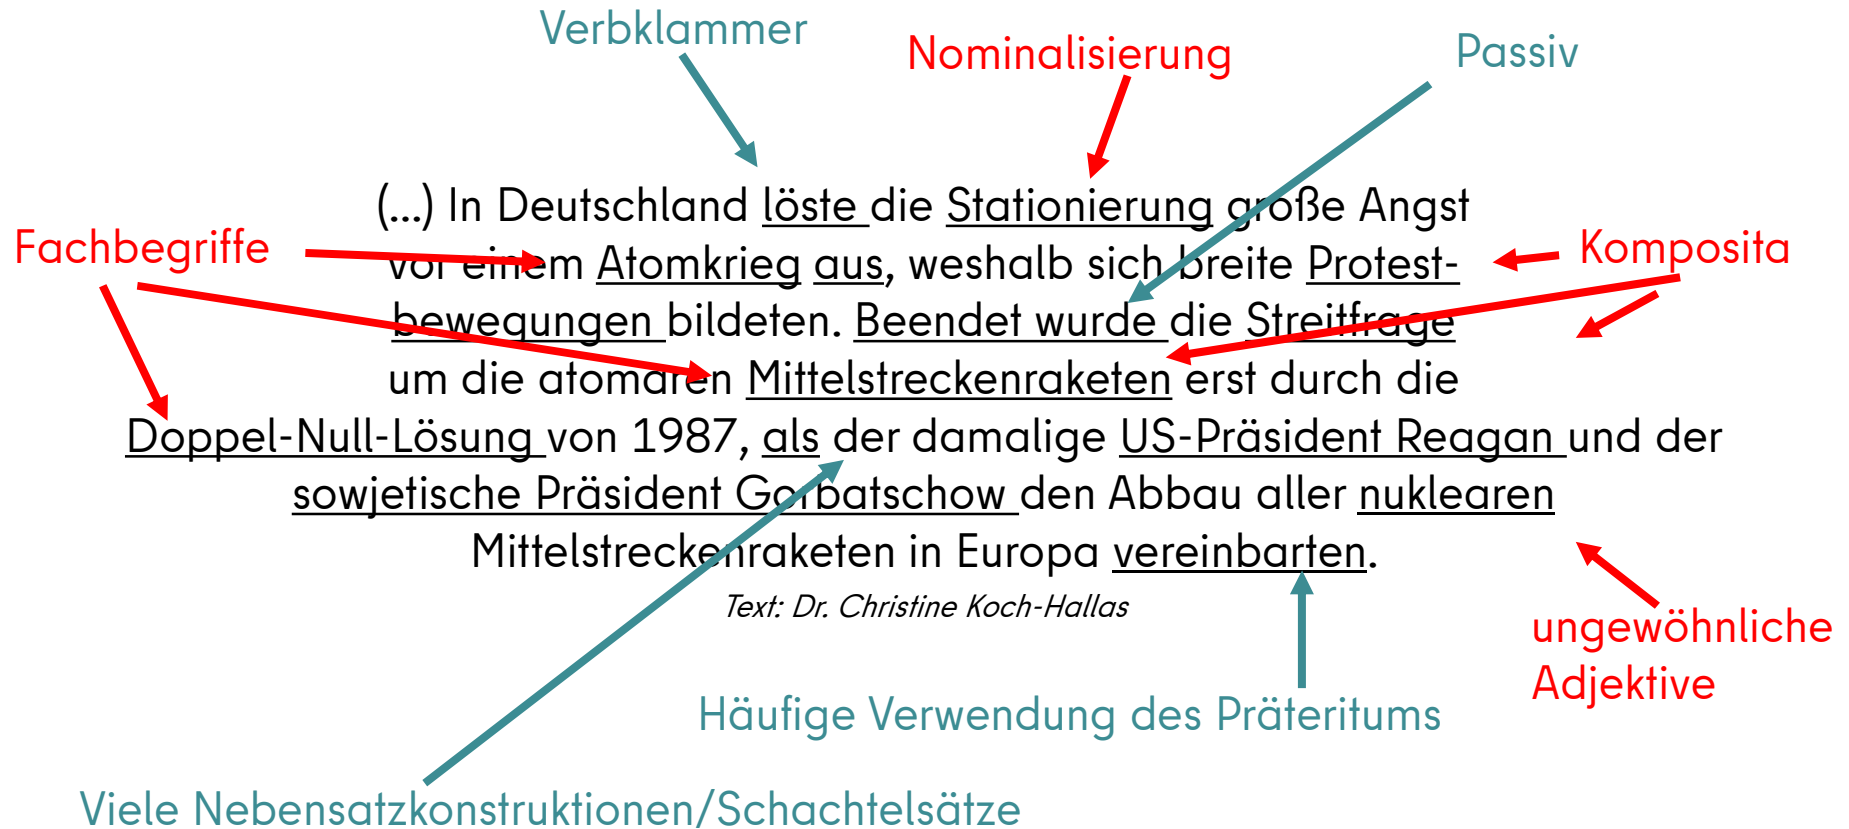 Verbklammer
Nominalisierung
Passiv
(...) In Deutschland löste die Stationierung große Angst
Fachbegriffe
vor einem Atomkrieg aus, weshalb sich breite Protest-
Komposita
bewegungen bildeten. Beendet wurde die Streitfrage
um die atomaren Mittelstreckenraketen erst durch die
Doppel-Null-Lösung von 1987, als der damalige US-Präsident Reagan und der
sowjetische Präsident Gorbatschow den Abbau aller nuklearen
Mittelstreckenraketen in Europa vereinbarten.
Text: Dr. Christine Koch-Hallas
ungewöhnliche
Adjektive
Häufige Verwendung des Präteritums
Viele Nebensatzkonstruktionen/Schachtelsätze